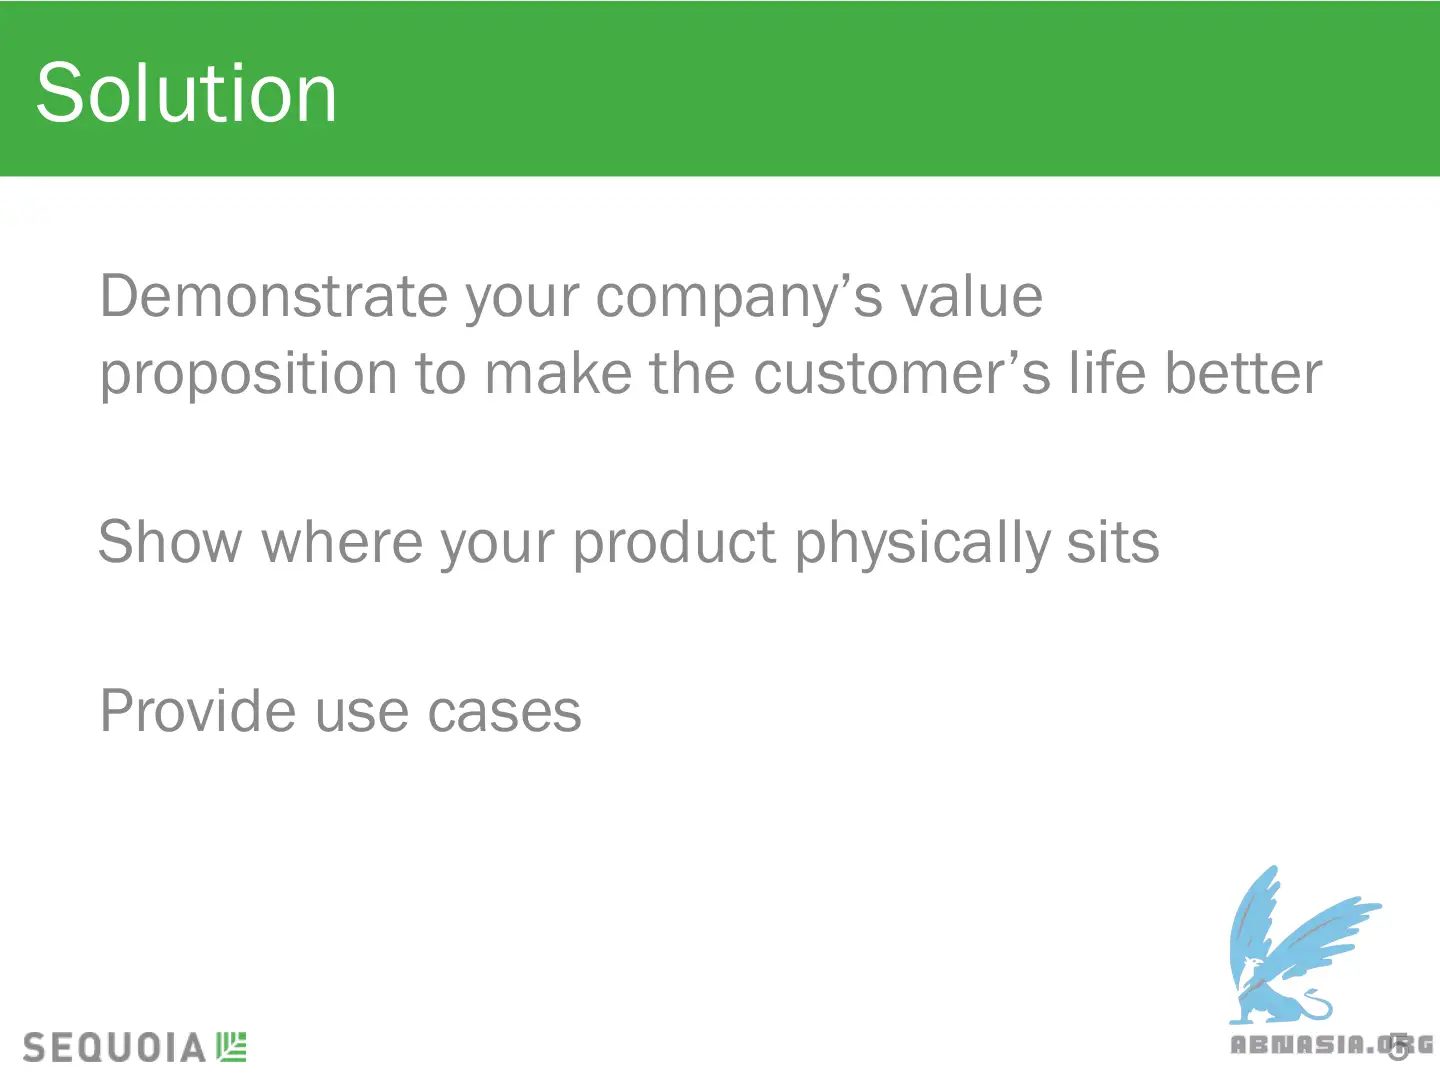 Solution
Demonstrate your company’s value
proposition to make the customer’s life better
Show where your product physically sits
Provide use cases
SEQUOIA
ABNASIA.ORG
5